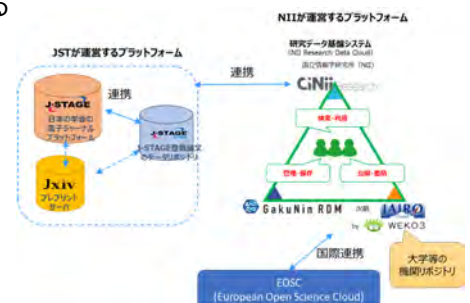 NIIが運営するプラットフォーム
JSTが運営するプラットフォーム
研究データ基盤システム
(NII Research Data Cloud)
国立情報学研究所 (NII)
連携
CiNii Research
J-STAGE
日本の学会の
電子ジャーナル
プラットフォーム
連携
J-STAGE
J-STAGE登載論文
のデータリポジトリ
Jxiv
プレプリント
サーバ
検索・利用
管理・保存
公開・蓄積
GakuNin RDM
次期
JAIRO
by WEKO3
国際連携
大学等の
機関リポジトリ
EOSC
(European Open Science Cloud)